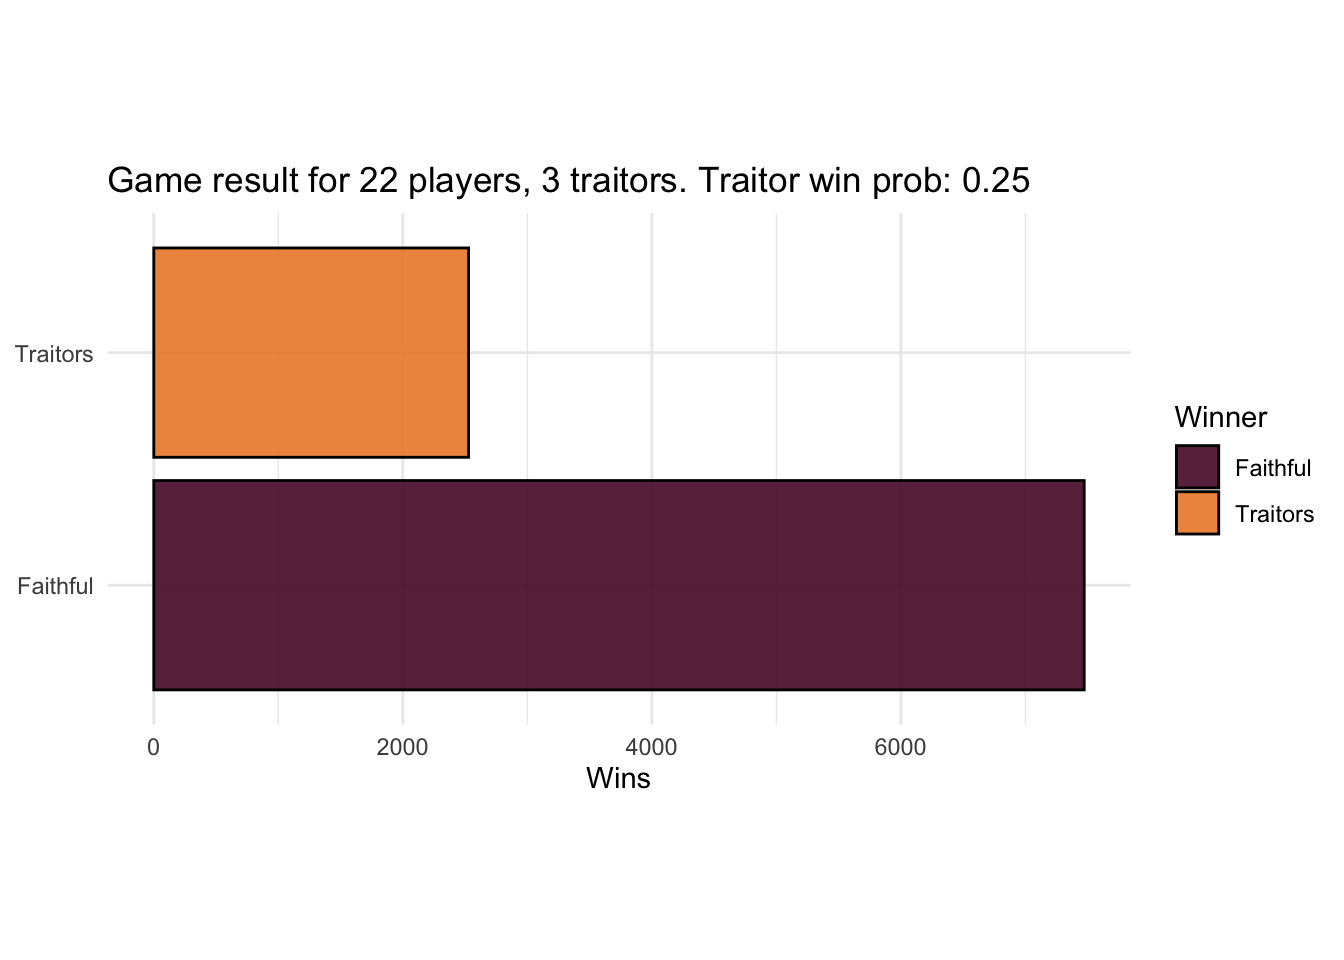 Game result for 22 players, 3 traitors. Traitor win prob: 0.25
Traitors
Faithful
0
2000
4000
6000
Wins
Winner
Faithful
Traitors